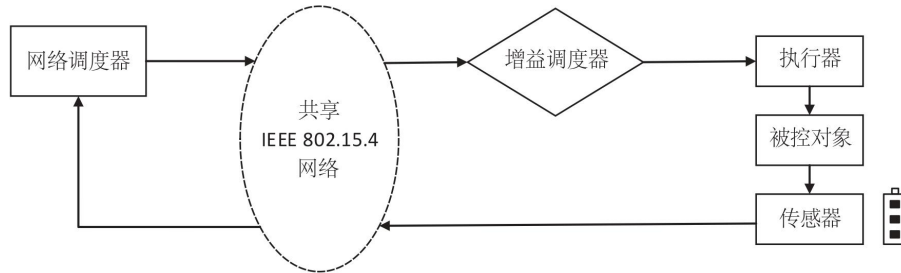 网络调度器
共享
IEEE 802.15.4
网络
增益调度器
执行器
被控对象
传感器